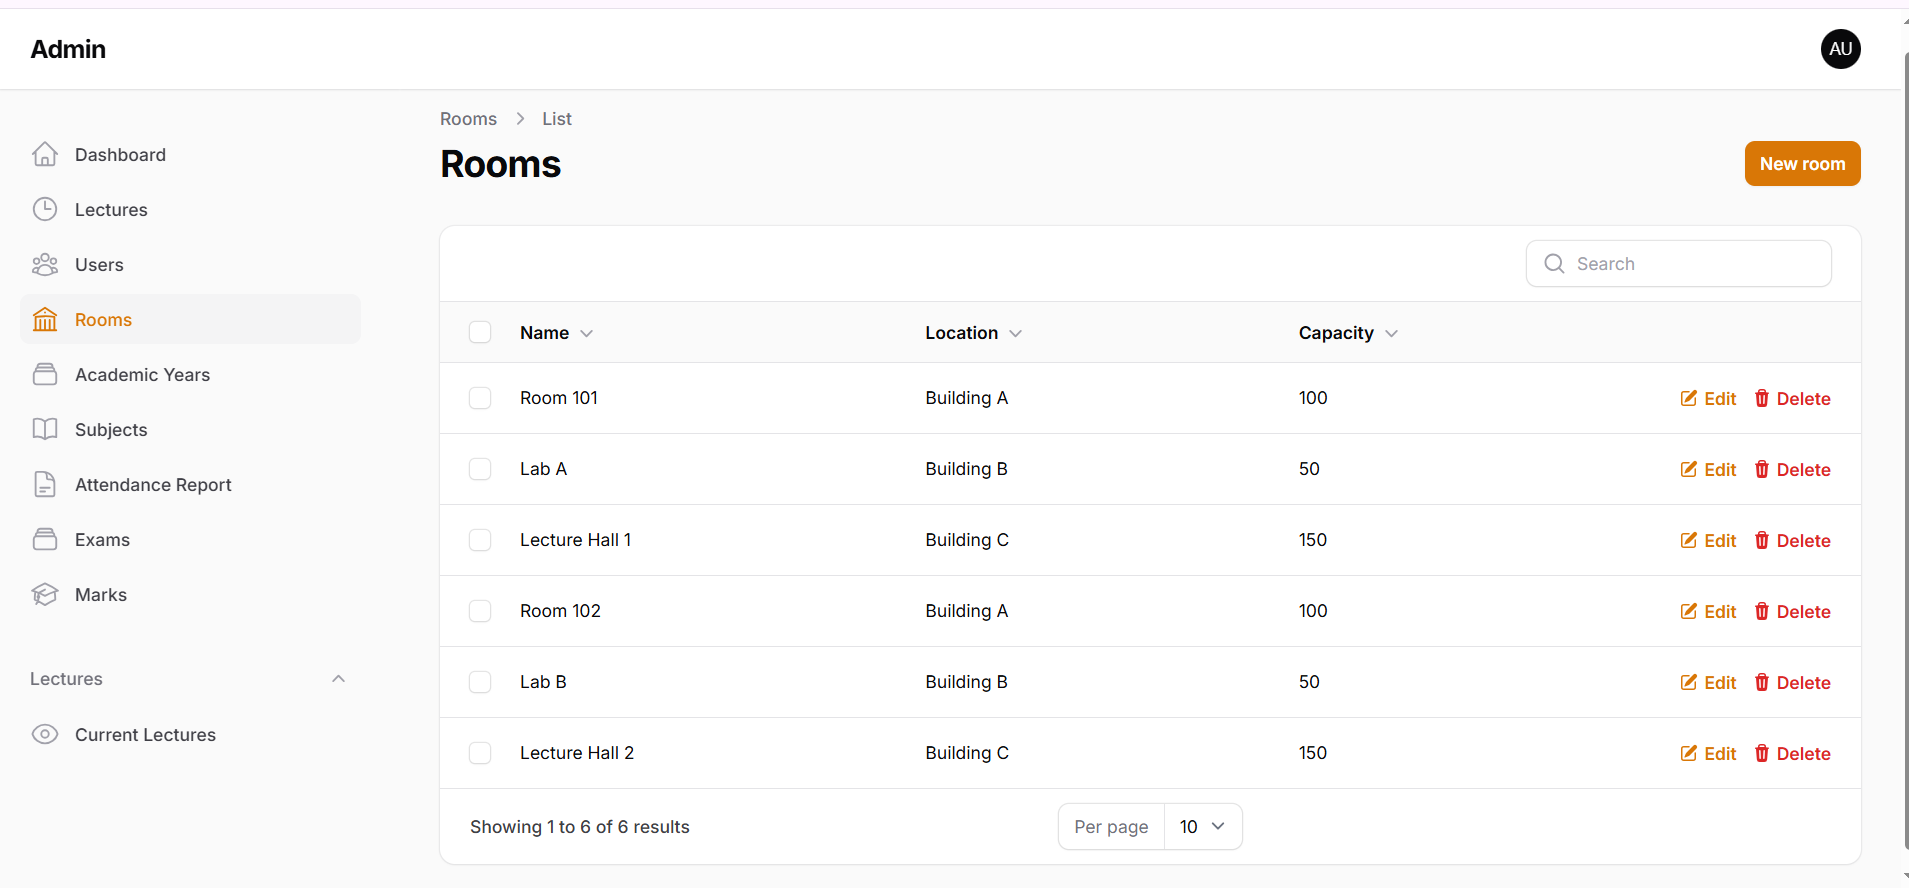 Admin
AU
Dashboard
Lectures
Users
Rooms
Academic Years
Subjects
Attendance Report
Exams
Marks
Lectures
Current Lectures
Rooms > List
Rooms
New room
Search
Name Location Capacity
Room 101 Building A 100 Edit Delete
Lab A Building B 50 Edit Delete
Lecture Hall 1 Building C 150 Edit Delete
Room 102 Building A 100 Edit Delete
Lab B Building B 50 Edit Delete
Lecture Hall 2 Building C 150 Edit Delete
Showing 1 to 6 of 6 results Per page 10